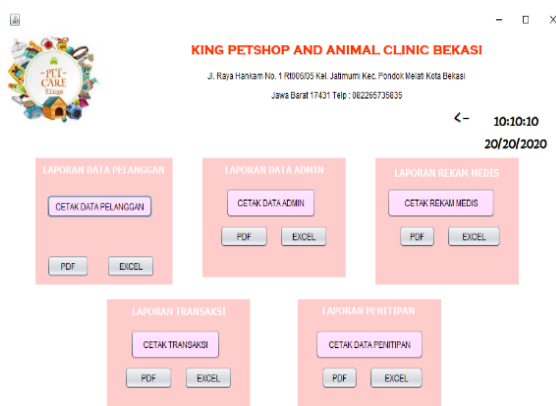 KING PETSHOP AND ANIMAL CLINIC BEKASI
-PET-
CARE
Kingo
Jl. Raya Hankam No. 1 Rt006/05 Kel. Jatimurni Kec. Pondok Melati Kota Bekasi
Jawa Barat 17431 Telp : 082265735835
<-
10:10:10
20/20/2020
LAPORAN DATA PELANGGAN
CETAK DATA PELANGGAN
PDF EXCEL
LAPORAN DATA ADMIN
CETAK DATA ADMIN
PDF EXCEL
LAPORAN REKAM MEDIS
CETAK REKAM MEDIS
PDF EXCEL
LAPORAN TRANSAKSI
CETAK TRANSAKSI
PDF EXCEL
LAPORAN PENITIPAN
CETAK DATA PENITIPAN
PDF EXCEL